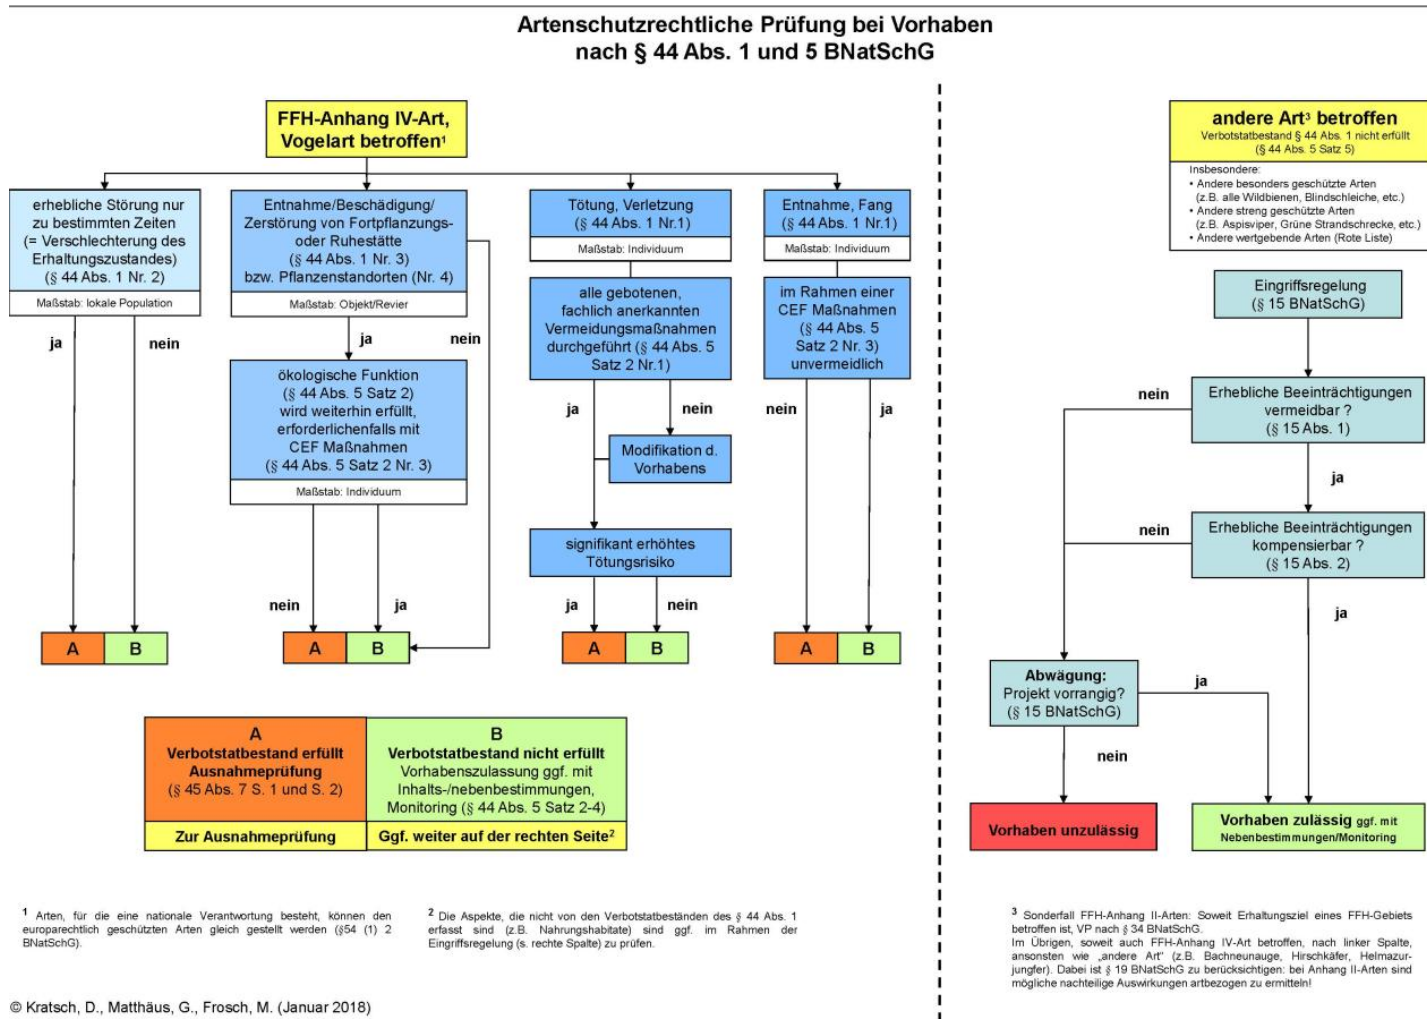 Artenschutzrechtliche Prüfung bei Vorhaben
nach § 44 Abs. 1 und 5 BNatSchG
FFH-Anhang IV-Art,
Vogelart betroffen¹
erhebliche Störung nur
zu bestimmten Zeiten
(= Verschlechterung des
Erhaltungszustandes)
(§ 44 Abs. 1 Nr. 2)
Maßstab: lokale Population
ja
nein
Entnahme/Beschädigung/
Zerstörung von Fortpflanzungs-
oder Ruhestätte
(§ 44 Abs. 1 Nr. 3)
bzw. Pflanzenstandorten (Nr. 4)
Maßstab: Objekt/Revier
ja
nein
ökologische Funktion
(§ 44 Abs. 5 Satz 2)
wird weiterhin erfüllt,
erforderlichenfalls mit
CEF Maßnahmen
(§ 44 Abs. 5 Satz 2 Nr. 3)
Maßstab: Individuum
nein
ja
Tötung, Verletzung
(§ 44 Abs. 1 Nr.1)
Maßstab: Individuum
alle gebotenen,
fachlich anerkannten
Vermeidungsmaßnahmen
durchgeführt (§ 44 Abs. 5
Satz 2 Nr.1)
ja
nein
Modifikation d.
Vorhabens
signifikant erhöhtes
Tötungsrisiko
ja
nein
Entnahme, Fang
(§ 44 Abs. 1 Nr.1)
Maßstab: Individuum
im Rahmen einer
CEF Maßnahmen
(§ 44 Abs. 5
Satz 2 Nr. 3)
unvermeidlich
nein
ja
A
B
A
B
A
B
A
B
A
Verbotstatbestand erfüllt
Ausnahmeprüfung
(§ 45 Abs. 7 S. 1 und S. 2)
Zur Ausnahmeprüfung
B
Verbotstatbestand nicht erfüllt
Vorhabenszulassung ggf. mit
Inhalts-/nebenbestimmungen,
Monitoring (§ 44 Abs. 5 Satz 2-4)
Ggf. weiter auf der rechten Seite²
andere Art³ betroffen
Verbotstatbestand § 44 Abs. 1 nicht erfüllt
(§ 44 Abs. 5 Satz 5)
Insbesondere:
• Andere besonders geschützte Arten
(z.B. alle Wildbienen, Blindschleiche, etc.)
• Andere streng geschützte Arten
(z.B. Aspisviper, Grüne Strandschrecke, etc.)
• Andere wertgebende Arten (Rote Liste)
Eingriffsregelung
(§ 15 BNatSchG)
Erhebliche Beeinträchtigungen
vermeidbar ?
(§ 15 Abs. 1)
nein
ja
Erhebliche Beeinträchtigungen
kompensierbar ?
(§ 15 Abs. 2)
nein
ja
Abwägung:
Projekt vorrangig?
(§ 15 BNatSchG)
ja
nein
Vorhaben unzulässig
Vorhaben zulässig ggf. mit
Nebenbestimmungen/Monitoring
¹ Arten, für die eine nationale Verantwortung besteht, können den
europarechtlich geschützten Arten gleich gestellt werden (§54 (1) 2
BNatSchG).
² Die Aspekte, die nicht von den Verbotstatbeständen des § 44 Abs. 1
erfasst sind (z.B. Nahrungshabitate) sind ggf. im Rahmen der
Eingriffsregelung (s. rechte Spalte) zu prüfen.
³ Sonderfall FFH-Anhang II-Arten: Soweit Erhaltungsziel eines FFH-Gebiets
betroffen ist, VP nach § 34 BNatSchG.
Im Übrigen, soweit auch FFH-Anhang IV-Art betroffen, nach linker Spalte,
ansonsten wie „andere Art" (z.B. Bachneunauge, Hirschkäfer, Helmazur-
jungfer). Dabei ist § 19 BNatSchG zu berücksichtigen: bei Anhang II-Arten sind
mögliche nachteilige Auswirkungen artbezogen zu ermitteln!
© Kratsch, D., Matthäus, G., Frosch, M. (Januar 2018)